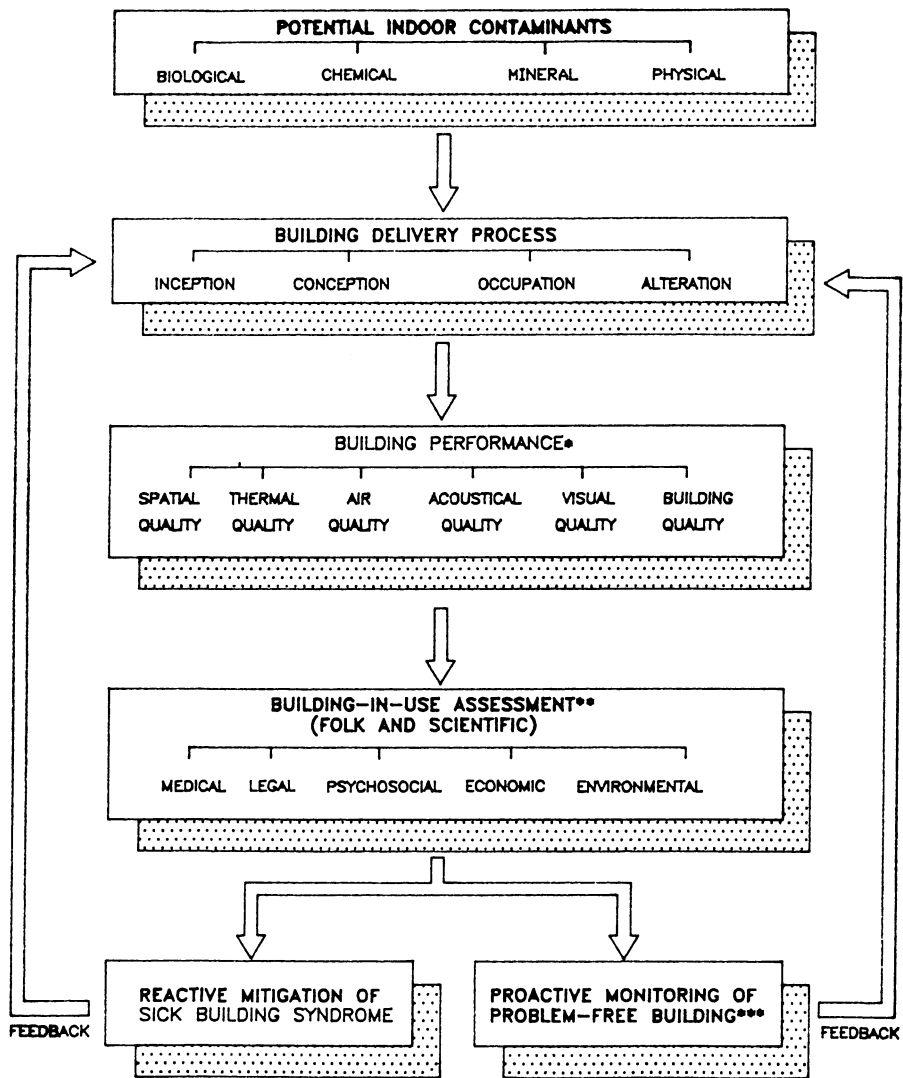 POTENTIAL INDOOR CONTAMINANTS
BIOLOGICAL CHEMICAL MINERAL PHYSICAL
BUILDING DELIVERY PROCESS
INCEPTION CONCEPTION OCCUPATION ALTERATION
BUILDING PERFORMANCE*
SPATIAL THERMAL AIR ACOUSTICAL VISUAL BUILDING
QUALITY QUALITY QUALITY QUALITY QUALITY QUALITY
BUILDING-IN-USE ASSESSMENT**
(FOLK AND SCIENTIFIC)
MEDICAL LEGAL PSYCHOSOCIAL ECONOMIC ENVIRONMENTAL
REACTIVE MITIGATION OF
SICK BUILDING SYNDROME
PROACTIVE MONITORING OF
PROBLEM-FREE BUILDING***
FEEDBACK
FEEDBACK